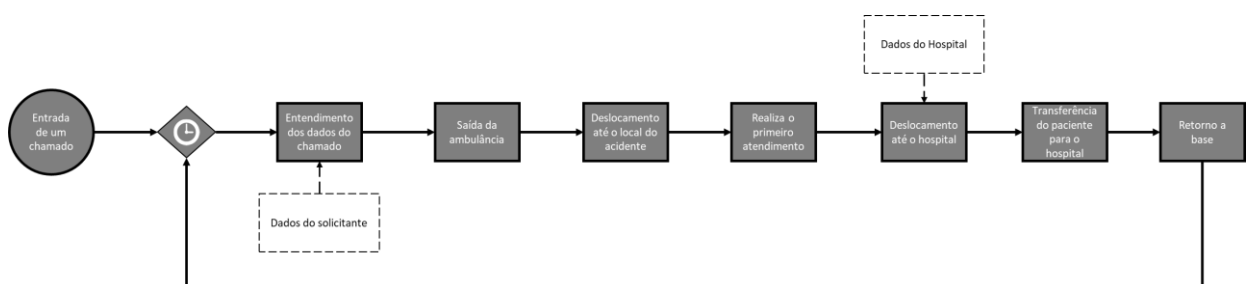 Dados do Hospital
Entrada
de um
chamado
Entendimento
dos dados do
chamado
Saída da
ambulância
Deslocamento
até o local do
acidente
Realiza o
primeiro
atendimento
Deslocamento
até o hospital
Transferência
do paciente
para o
hospital
Retorno a
base
Dados do solicitante